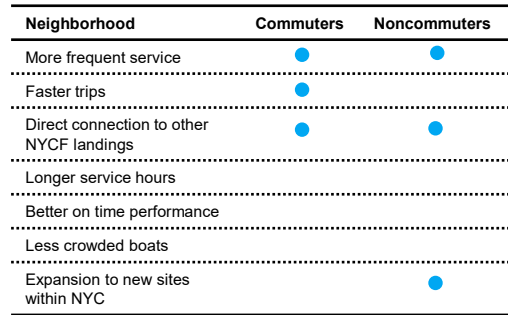 Neighborhood Commuters Noncommuters
More frequent service
Faster trips
Direct connection to other
NYCF landings
Longer service hours
Better on time performance
Less crowded boats
Expansion to new sites
within NYC